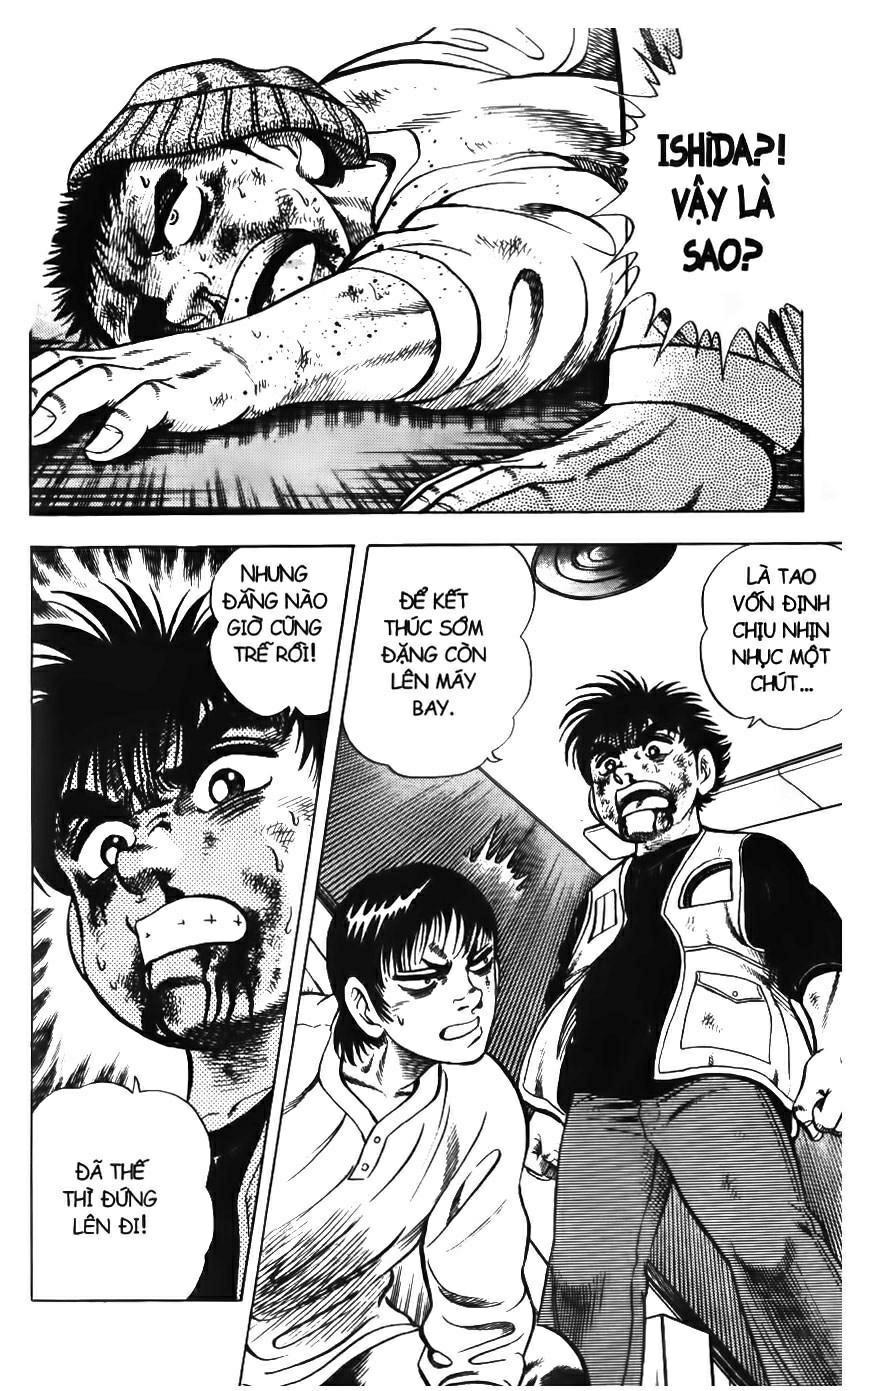 ISHIDA?!
VẬY LÀ
SAO?
LÀ TAO
VỐN ĐỊNH
CHỊU NHỊN
NHỤC MỘT
CHÚT...
ĐỂ KẾT
THÚC SỚM
ĐẶNG CÒN
LÊN MÁY
BAY.
NHƯNG
ĐẰNG NÀO
GIỜ CŨNG
TRỄ RỒI!
ĐÃ THẾ
THÌ ĐỨNG
LÊN ĐI!